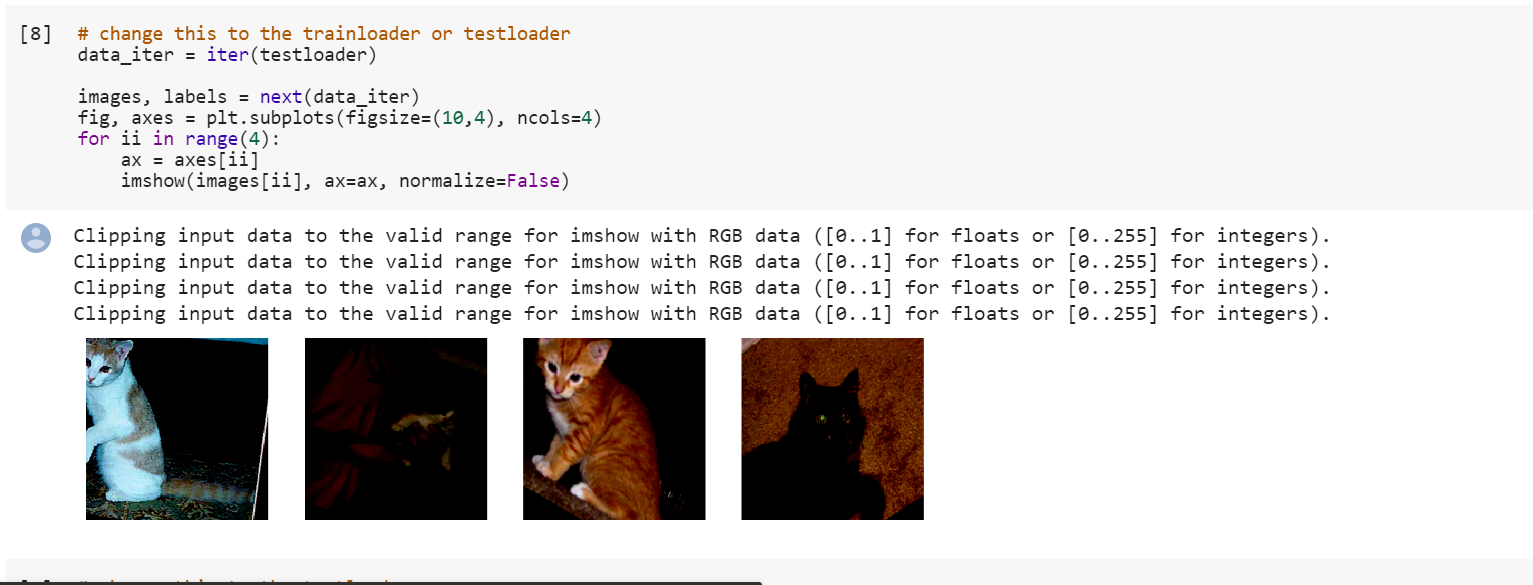 [8] # change this to the trainloader or testloader
data_iter = iter(testloader)
images, labels = next(data_iter)
fig, axes = plt.subplots(figsize=(10,4), ncols=4)
for ii in range(4):
    ax = axes[ii]
    imshow(images[ii], ax=ax, normalize=False)
Clipping input data to the valid range for imshow with RGB data ([0..1] for floats or [0..255] for integers).
Clipping input data to the valid range for imshow with RGB data ([0..1] for floats or [0..255] for integers).
Clipping input data to the valid range for imshow with RGB data ([0..1] for floats or [0..255] for integers).
Clipping input data to the valid range for imshow with RGB data ([0..1] for floats or [0..255] for integers).